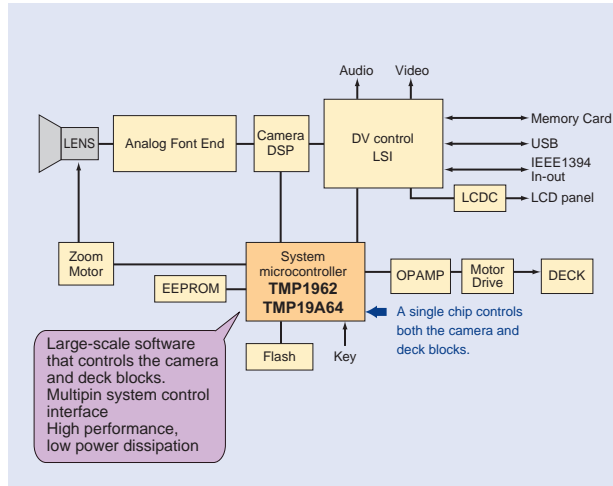 Audio
Video
LENS
Analog Font End
Camera
DSP
DV control
LSI
Memory Card
USB
IEEE1394
In-out
LCDC
LCD panel
Zoom
Motor
System
microcontroller
TMP1962
TMP19A64
EEPROM
OPAMP
Motor
Drive
DECK
A single chip controls
both the camera and
deck blocks.
Flash
Key
Large-scale software
that controls the camera
and deck blocks.
Multipin system control
interface
High performance,
low power dissipation